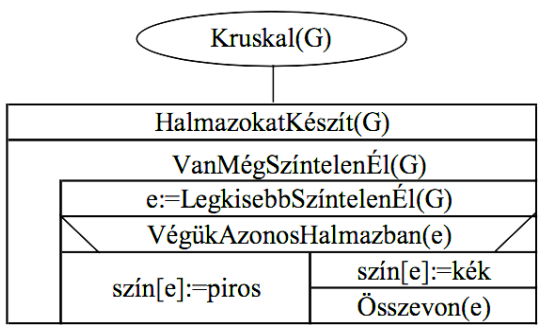 Kruskal(G)
HalmazokatKészít(G)
VanMégSzíntelenÉl(G)
e:=LegkisebbSzíntelenÉl(G)
VégükAzonosHalmazban(e)
szín[e]:=piros
szín[e]:=kék
Összevon(e)